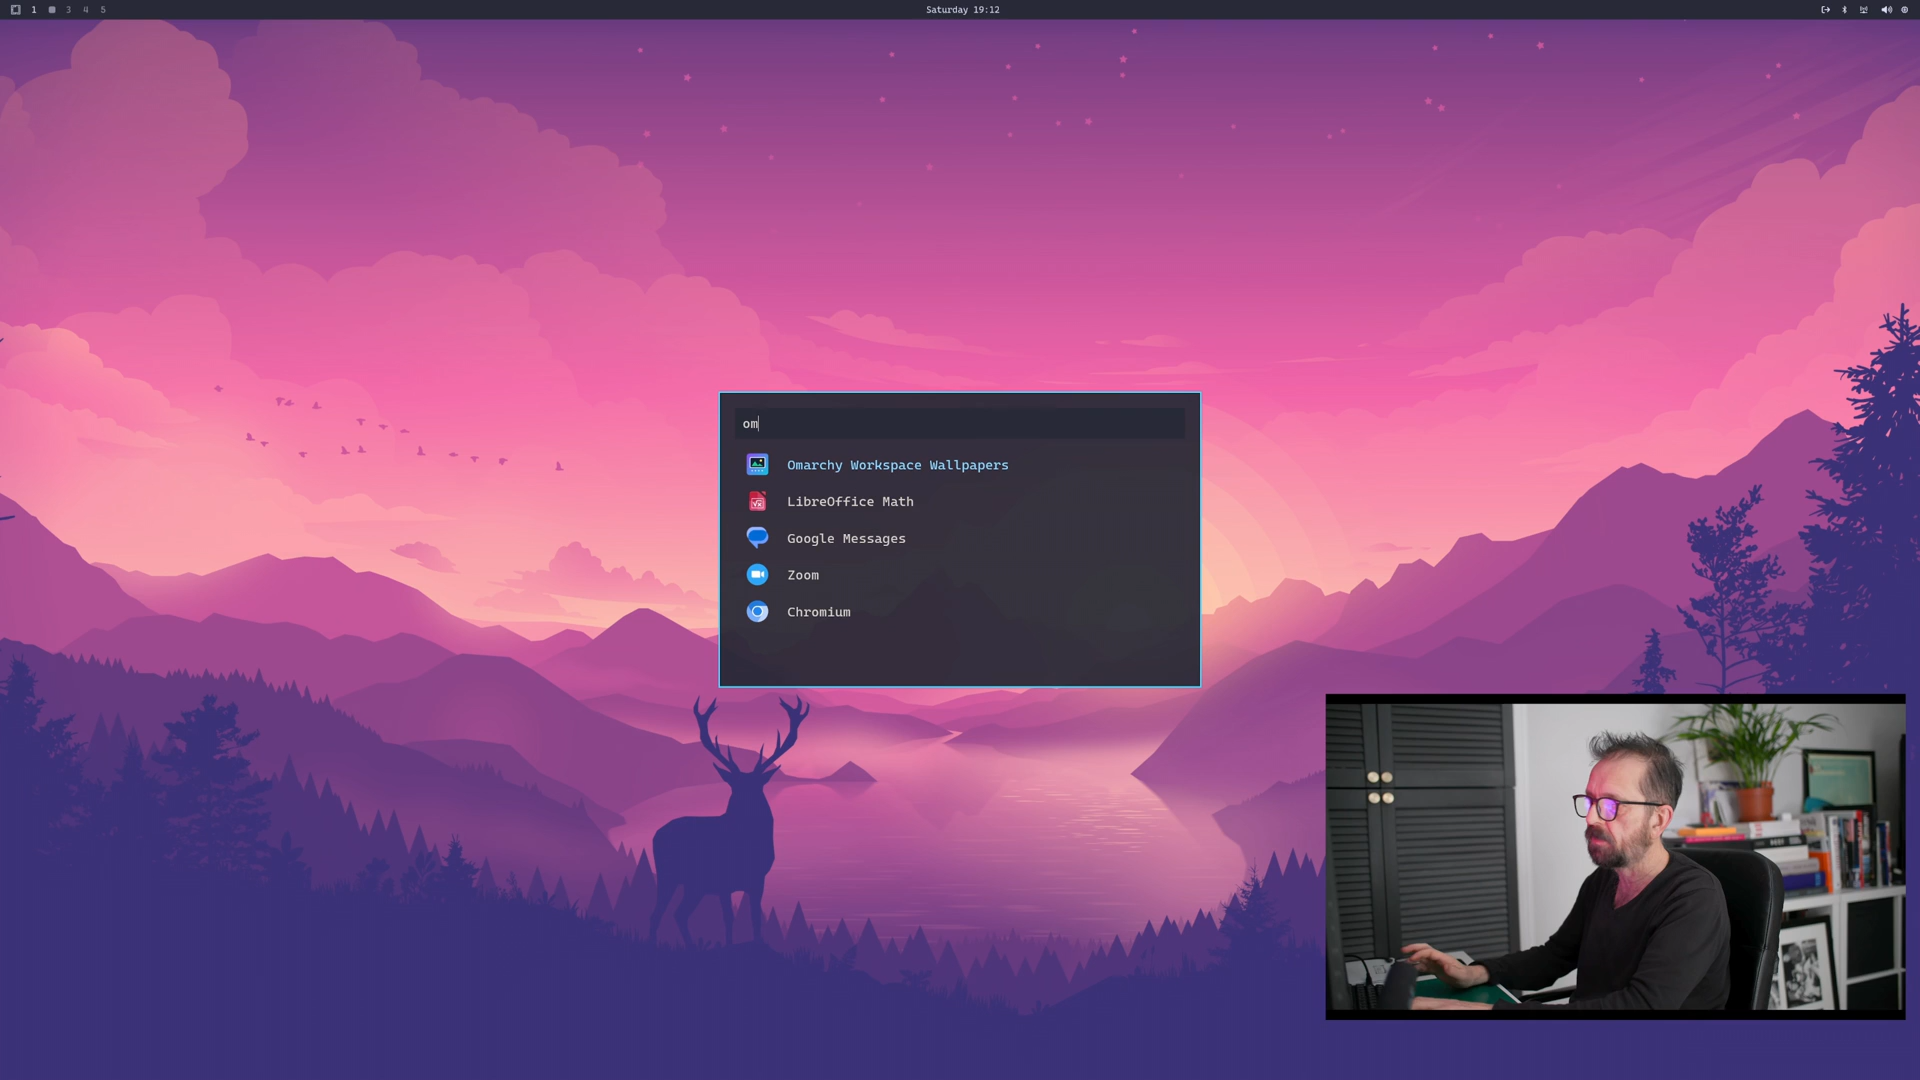 1 3 4 5
Saturday 19:12
om
Omarchy Workspace Wallpapers
LibreOffice Math
Google Messages
Zoom
Chromium